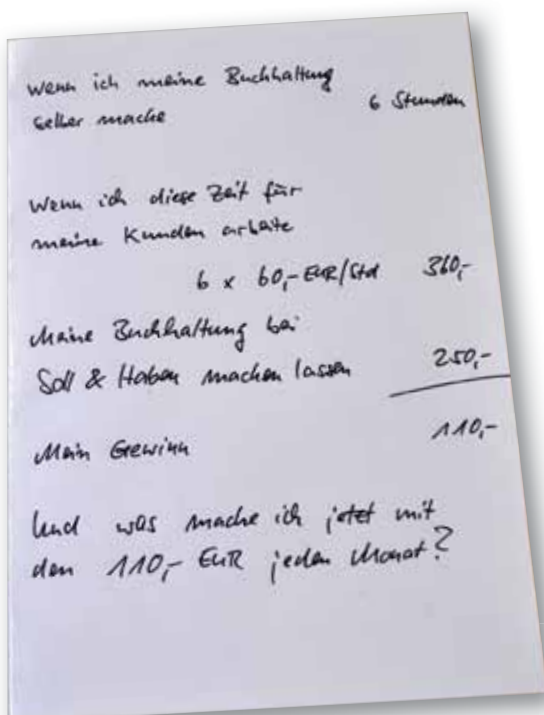 Wenn ich meine Buchhaltung
selber mache 6 Stunden
Wenn ich diese Zeit für
meine Kunden arbeite
6 x 60,- EUR/Std 360,-
Meine Buchhaltung bei
Soll & Haben machen lassen 250,-
Mein Gewinn 110,-
Und was mache ich jetzt mit
den 110,- EUR jeden Monat?